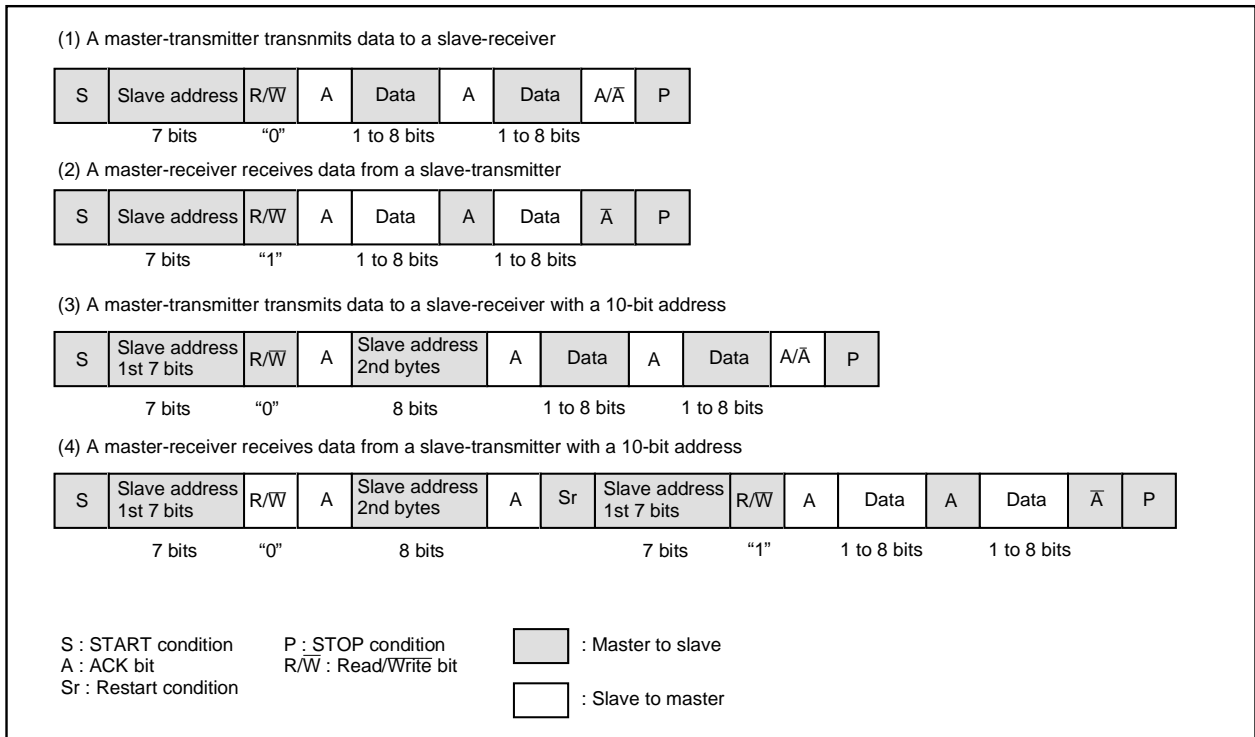 (1) A master-transmitter transnmits data to a slave-receiver
S Slave address R/W̅ A Data A Data A/A̅ P
7 bits “0” 1 to 8 bits 1 to 8 bits
(2) A master-receiver receives data from a slave-transmitter
S Slave address R/W̅ A Data A Data A̅ P
7 bits “1” 1 to 8 bits 1 to 8 bits
(3) A master-transmitter transmits data to a slave-receiver with a 10-bit address
S Slave address 1st 7 bits R/W̅ A Slave address 2nd bytes A Data A Data A/A̅ P
7 bits “0” 8 bits 1 to 8 bits 1 to 8 bits
(4) A master-receiver receives data from a slave-transmitter with a 10-bit address
S Slave address 1st 7 bits R/W̅ A Slave address 2nd bytes A Sr Slave address 1st 7 bits R/W̅ A Data A Data A̅ P
7 bits “0” 8 bits 7 bits “1” 1 to 8 bits 1 to 8 bits
S : START condition P : STOP condition : Master to slave
A : ACK bit R/W̅ : Read/W̅r̅i̅t̅e̅ bit
Sr : Restart condition : Slave to master